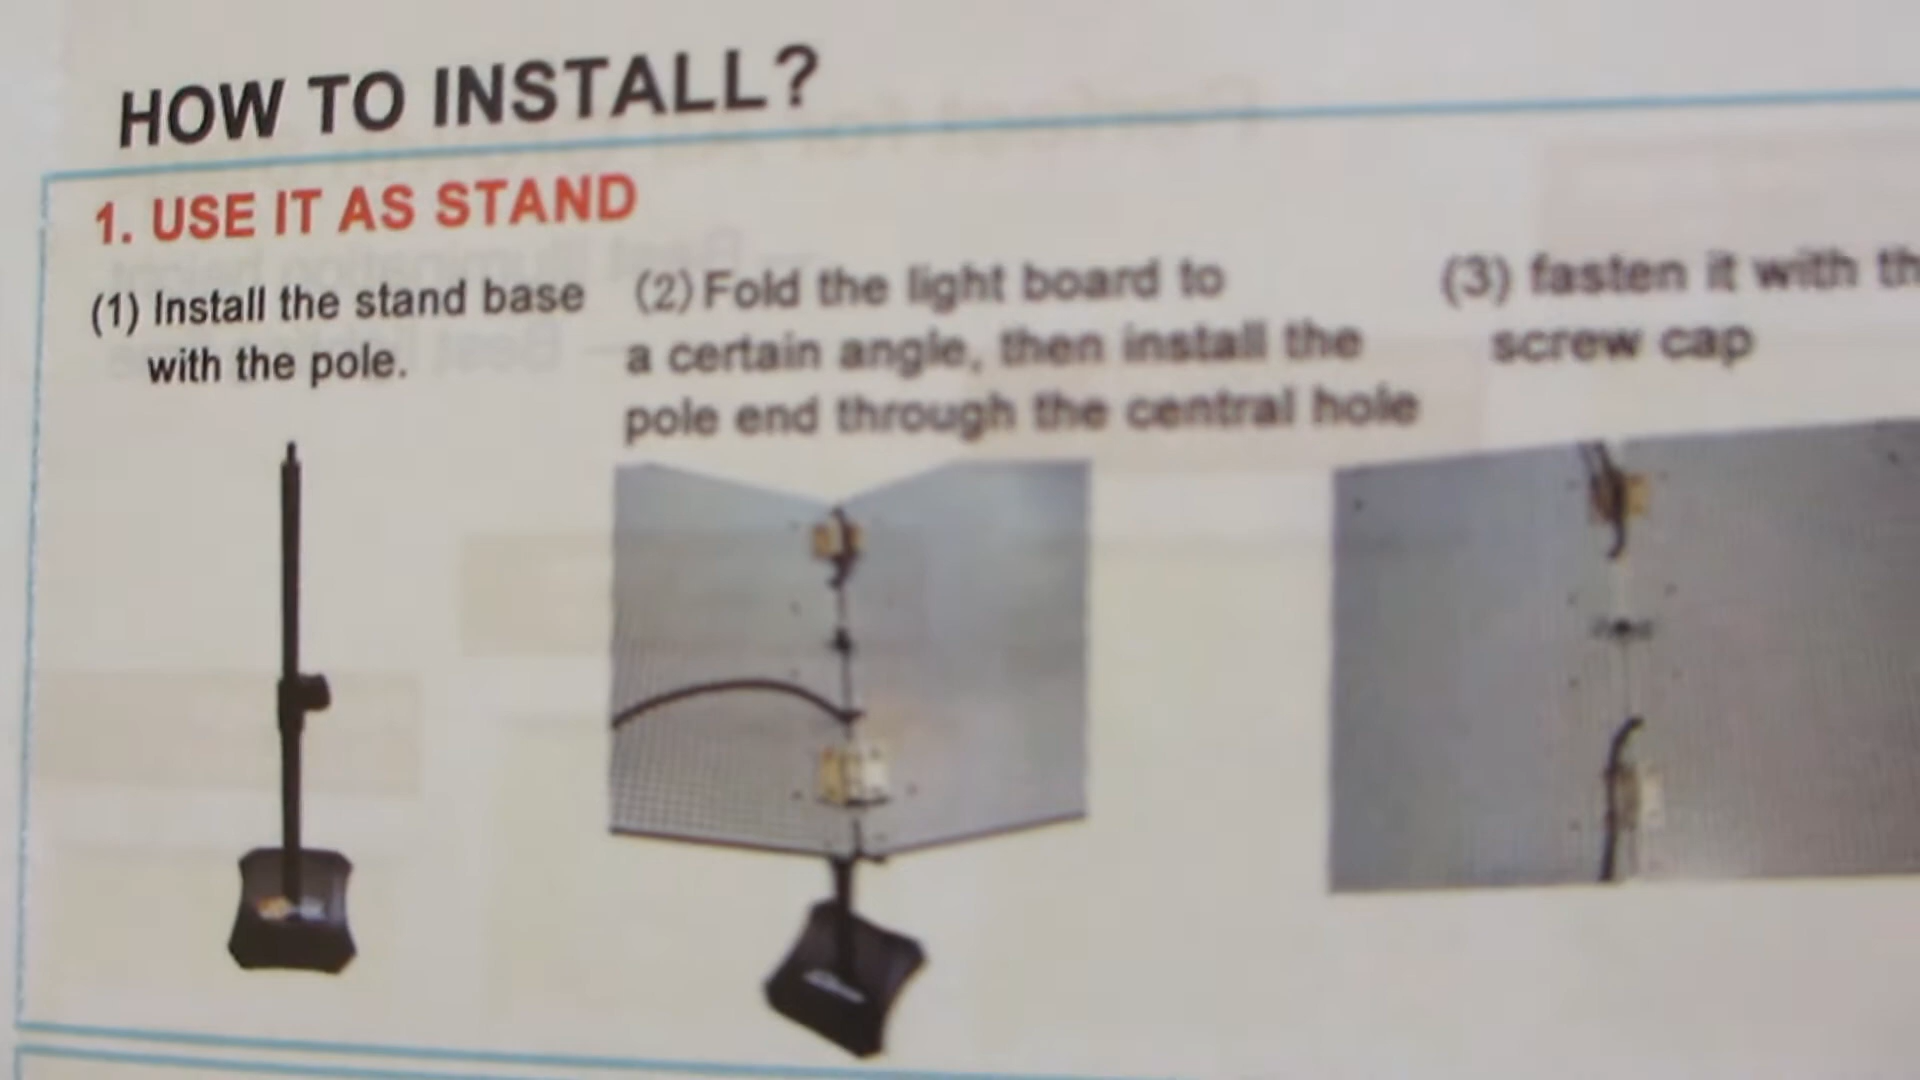 HOW TO INSTALL?
1. USE IT AS STAND
(1) Install the stand base
with the pole.
(2) Fold the light board to
a certain angle, then install the
pole end through the central hole
(3) fasten it with th
screw cap